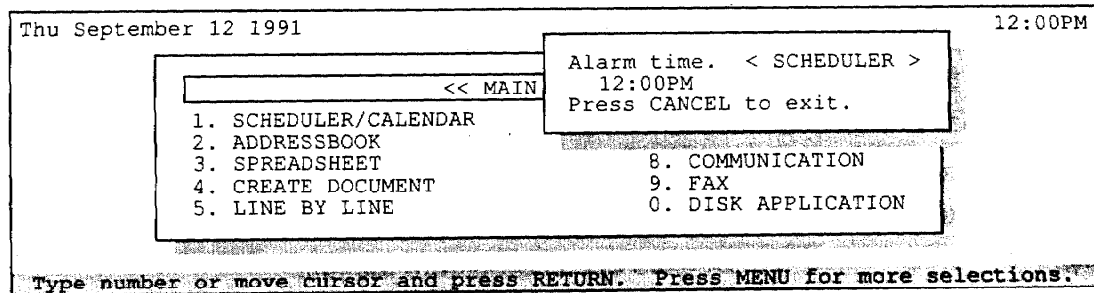 Thu September 12 1991 12:00PM
Alarm time. < SCHEDULER >
12:00PM
Press CANCEL to exit.
<< MAIN
1. SCHEDULER/CALENDAR
2. ADDRESSBOOK
3. SPREADSHEET
4. CREATE DOCUMENT
5. LINE BY LINE
8. COMMUNICATION
9. FAX
0. DISK APPLICATION
Type number or move cursor and press RETURN. Press MENU for more selections.